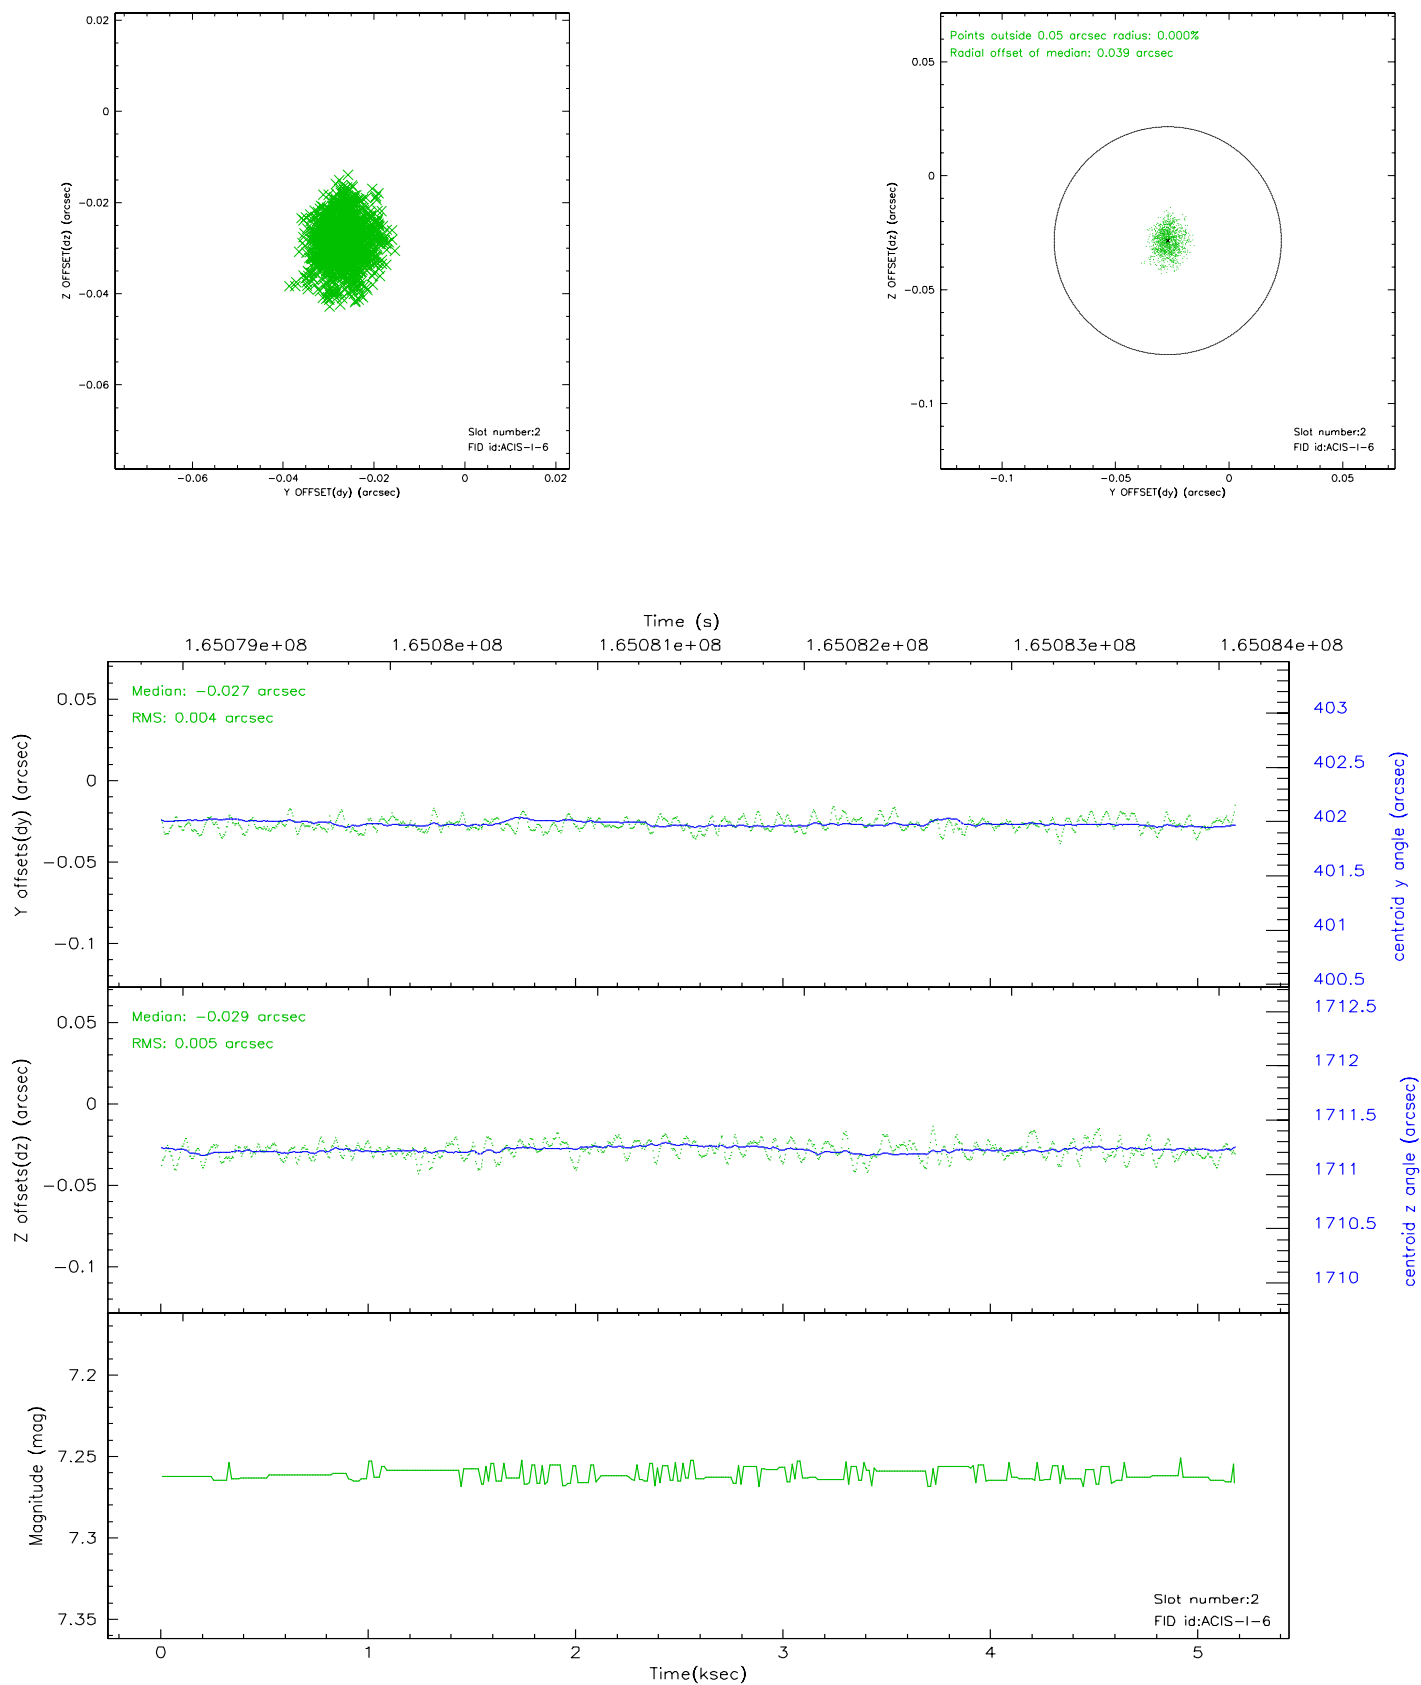 0.02
0
-0.02
-0.04
-0.06
Z OFFSET(dz) (arcsec)
Slot number:2
FID id:ACIS-I-6
-0.06 -0.04 -0.02 0 0.02
Y OFFSET(dy) (arcsec)
Points outside 0.05 arcsec radius: 0.000%
Radial offset of median: 0.039 arcsec
0.05
0
-0.05
-0.1
Z OFFSET(dz) (arcsec)
Slot number:2
FID id:ACIS-I-6
-0.1 -0.05 0 0.05
Y OFFSET(dy) (arcsec)
Time (s)
1.65079e+08 1.6508e+08 1.65081e+08 1.65082e+08 1.65083e+08 1.65084e+08
Median: -0.027 arcsec
RMS: 0.004 arcsec
0.05
0
-0.05
-0.1
Y offsets(dy) (arcsec)
403
402.5
402
401.5
401
400.5
centroid y angle (arcsec)
Median: -0.029 arcsec
RMS: 0.005 arcsec
0.05
0
-0.05
-0.1
Z offsets(dz) (arcsec)
1712.5
1712
1711.5
1711
1710.5
1710
centroid z angle (arcsec)
7.2
7.25
7.3
7.35
Magnitude (mag)
Slot number:2
FID id:ACIS-I-6
0 1 2 3 4 5
Time(ksec)